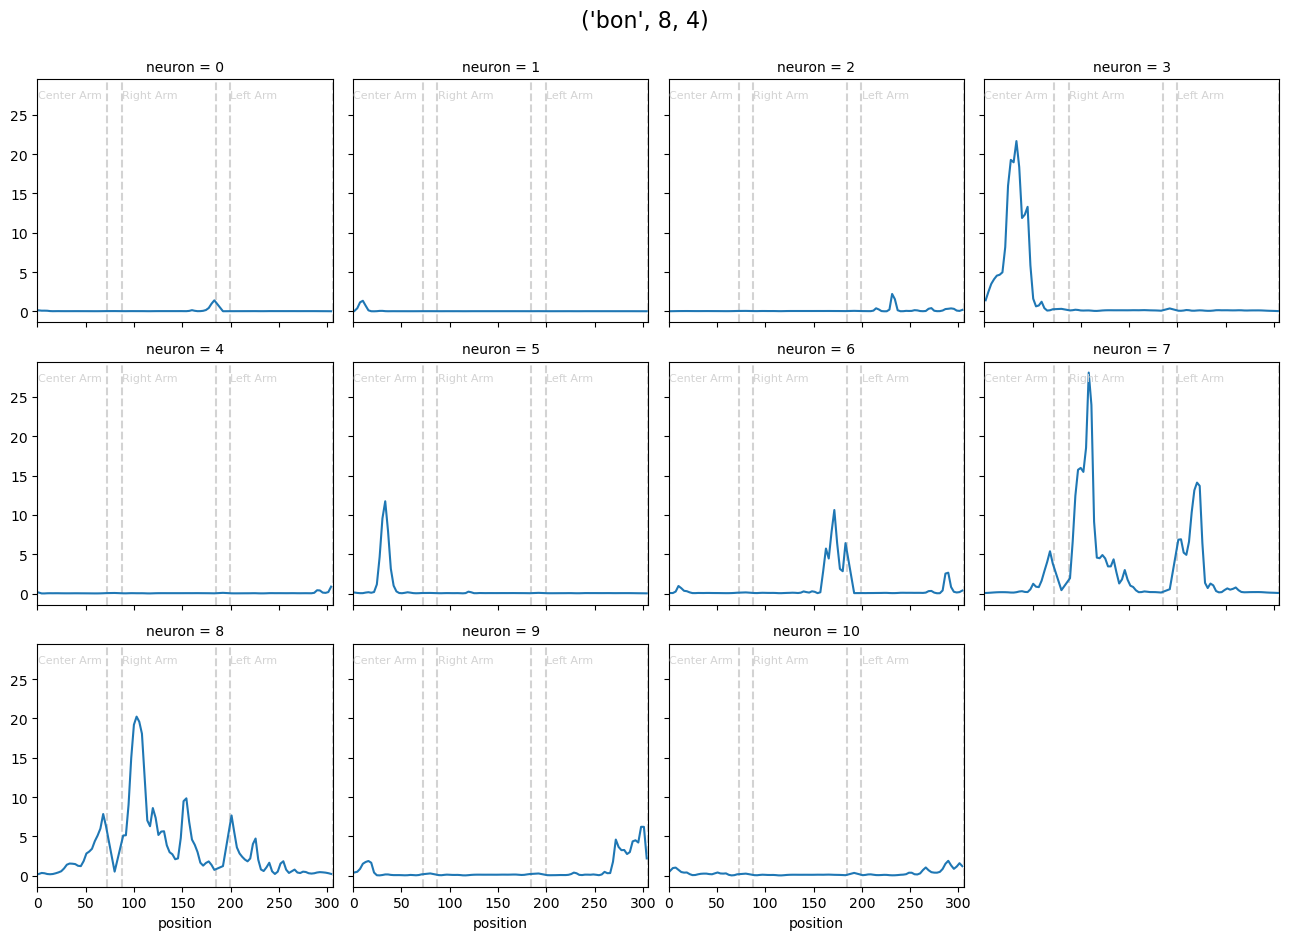 ('bon', 8, 4)
neuron = 0 neuron = 1 neuron = 2 neuron = 3
Center Arm Right Arm Left Arm Center Arm Right Arm Left Arm Center Arm Right Arm Left Arm Center Arm Right Arm Left Arm
25
20
15
10
5
0
neuron = 4 neuron = 5 neuron = 6 neuron = 7
Center Arm Right Arm Left Arm Center Arm Right Arm Left Arm Center Arm Right Arm Left Arm Center Arm Right Arm Left Arm
25
20
15
10
5
0
neuron = 8 neuron = 9 neuron = 10
Center Arm Right Arm Left Arm Center Arm Right Arm Left Arm Center Arm Right Arm Left Arm
25
20
15
10
5
0
0 50 100 150 200 250 300 0 50 100 150 200 250 300 0 50 100 150 200 250 300
position position position